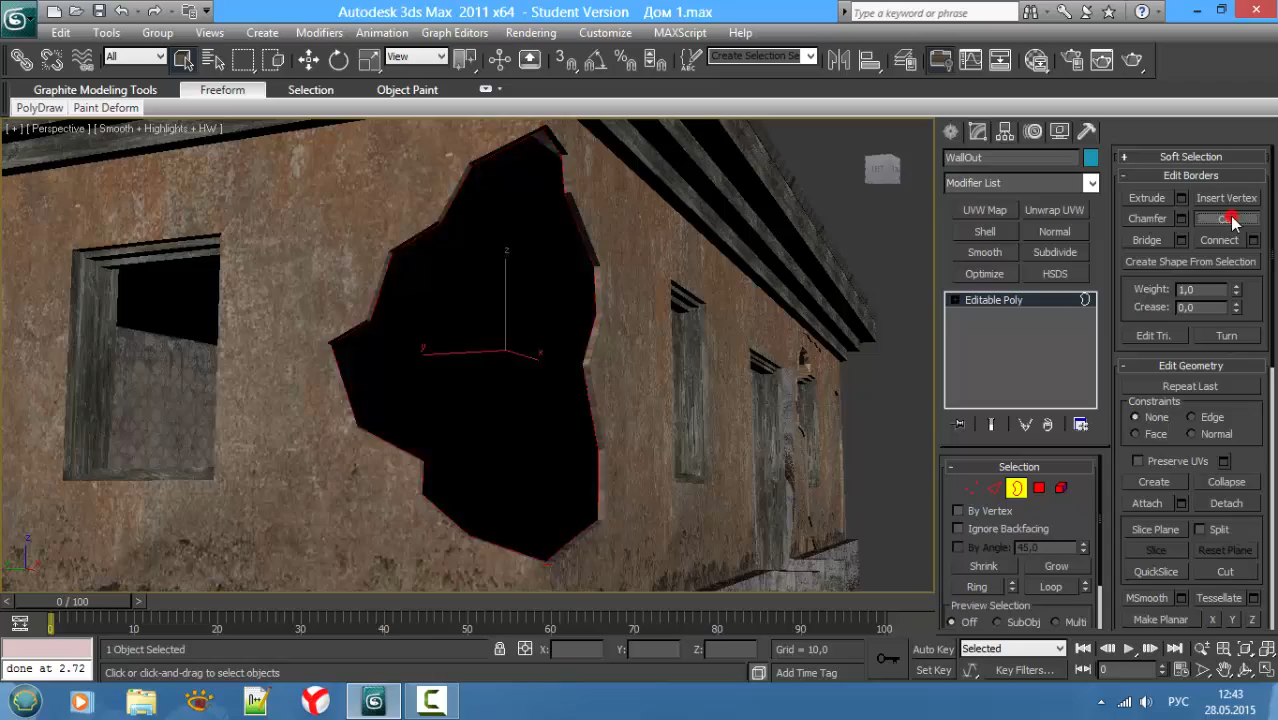 Autodesk 3ds Max 2011 x64 - Student Version Дом 1.max
Type a keyword or phrase
Edit Tools Group Views Create Modifiers Animation Graph Editors Rendering Customize MAXScript Help
All View Create Selection Se
Graphite Modeling Tools Freeform Selection Object Paint
PolyDraw Paint Deform
[ + ] [ Perspective ] [ Smooth + Highlights + HW ]
z
y
x
z
WallOut
Modifier List
UVW Map Unwrap UVW
Shell Normal
Smooth Subdivide
Optimize HSDS
Editable Poly
Selection
By Vertex
Ignore Backfacing
By Angle: 45,0
Shrink Grow
Ring Loop
Preview Selection
Off SubObj Multi
Soft Selection
Edit Borders
Extrude Insert Vertex
Chamfer
Bridge Connect
Create Shape From Selection
Weight: 1,0
Crease: 0,0
Edit Tri. Turn
Edit Geometry
Repeat Last
Constraints
None Edge
Face Normal
Preserve UVs
Create Collapse
Attach Detach
Slice Plane Split
Slice Reset Plane
QuickSlice Cut
MSmooth Tessellate
Make Planar X Y Z
0 / 100
0 10 20 30 40 50 60 70 80 90 100
1 Object Selected X: Y: Z: Grid = 10,0 Auto Key Selected
done at 2.72 Click or click-and-drag to select objects Add Time Tag Set Key Key Filters... 0
РУС
12:43
28.05.2015